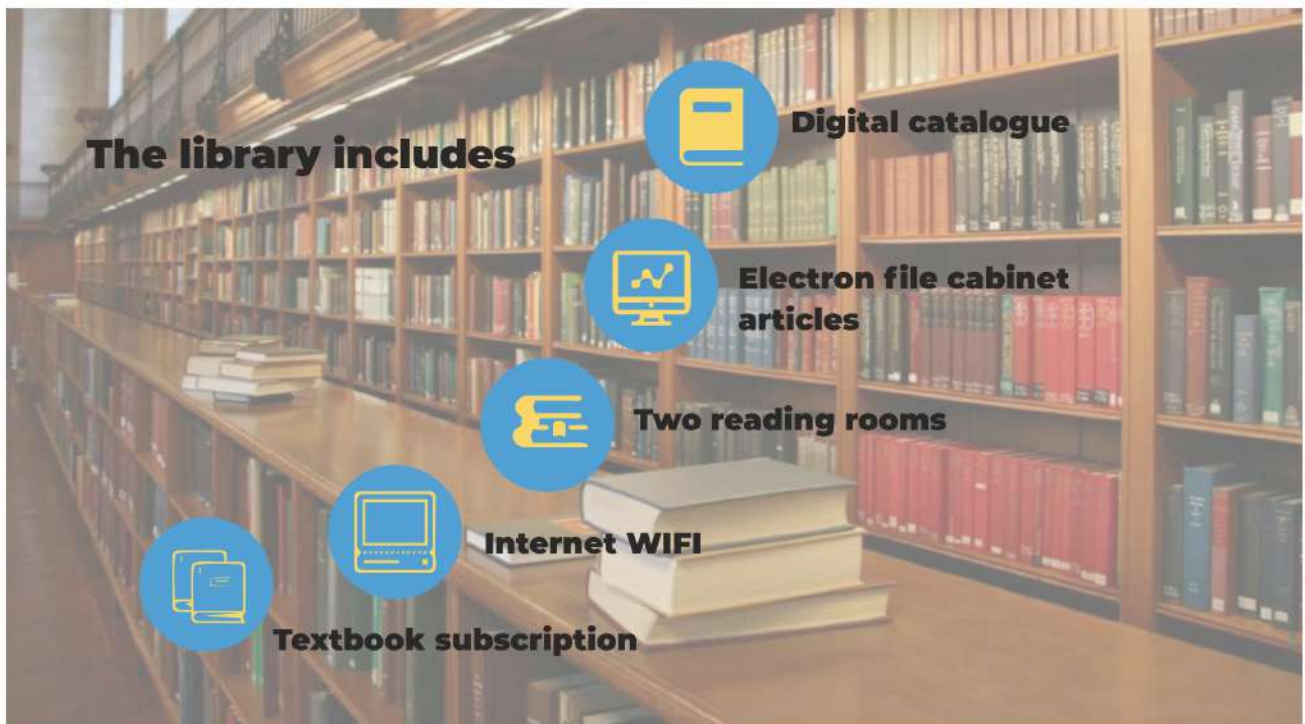 The library includes
Digital catalogue
Electron file cabinet
articles
Two reading rooms
Internet WIFI
Textbook subscription